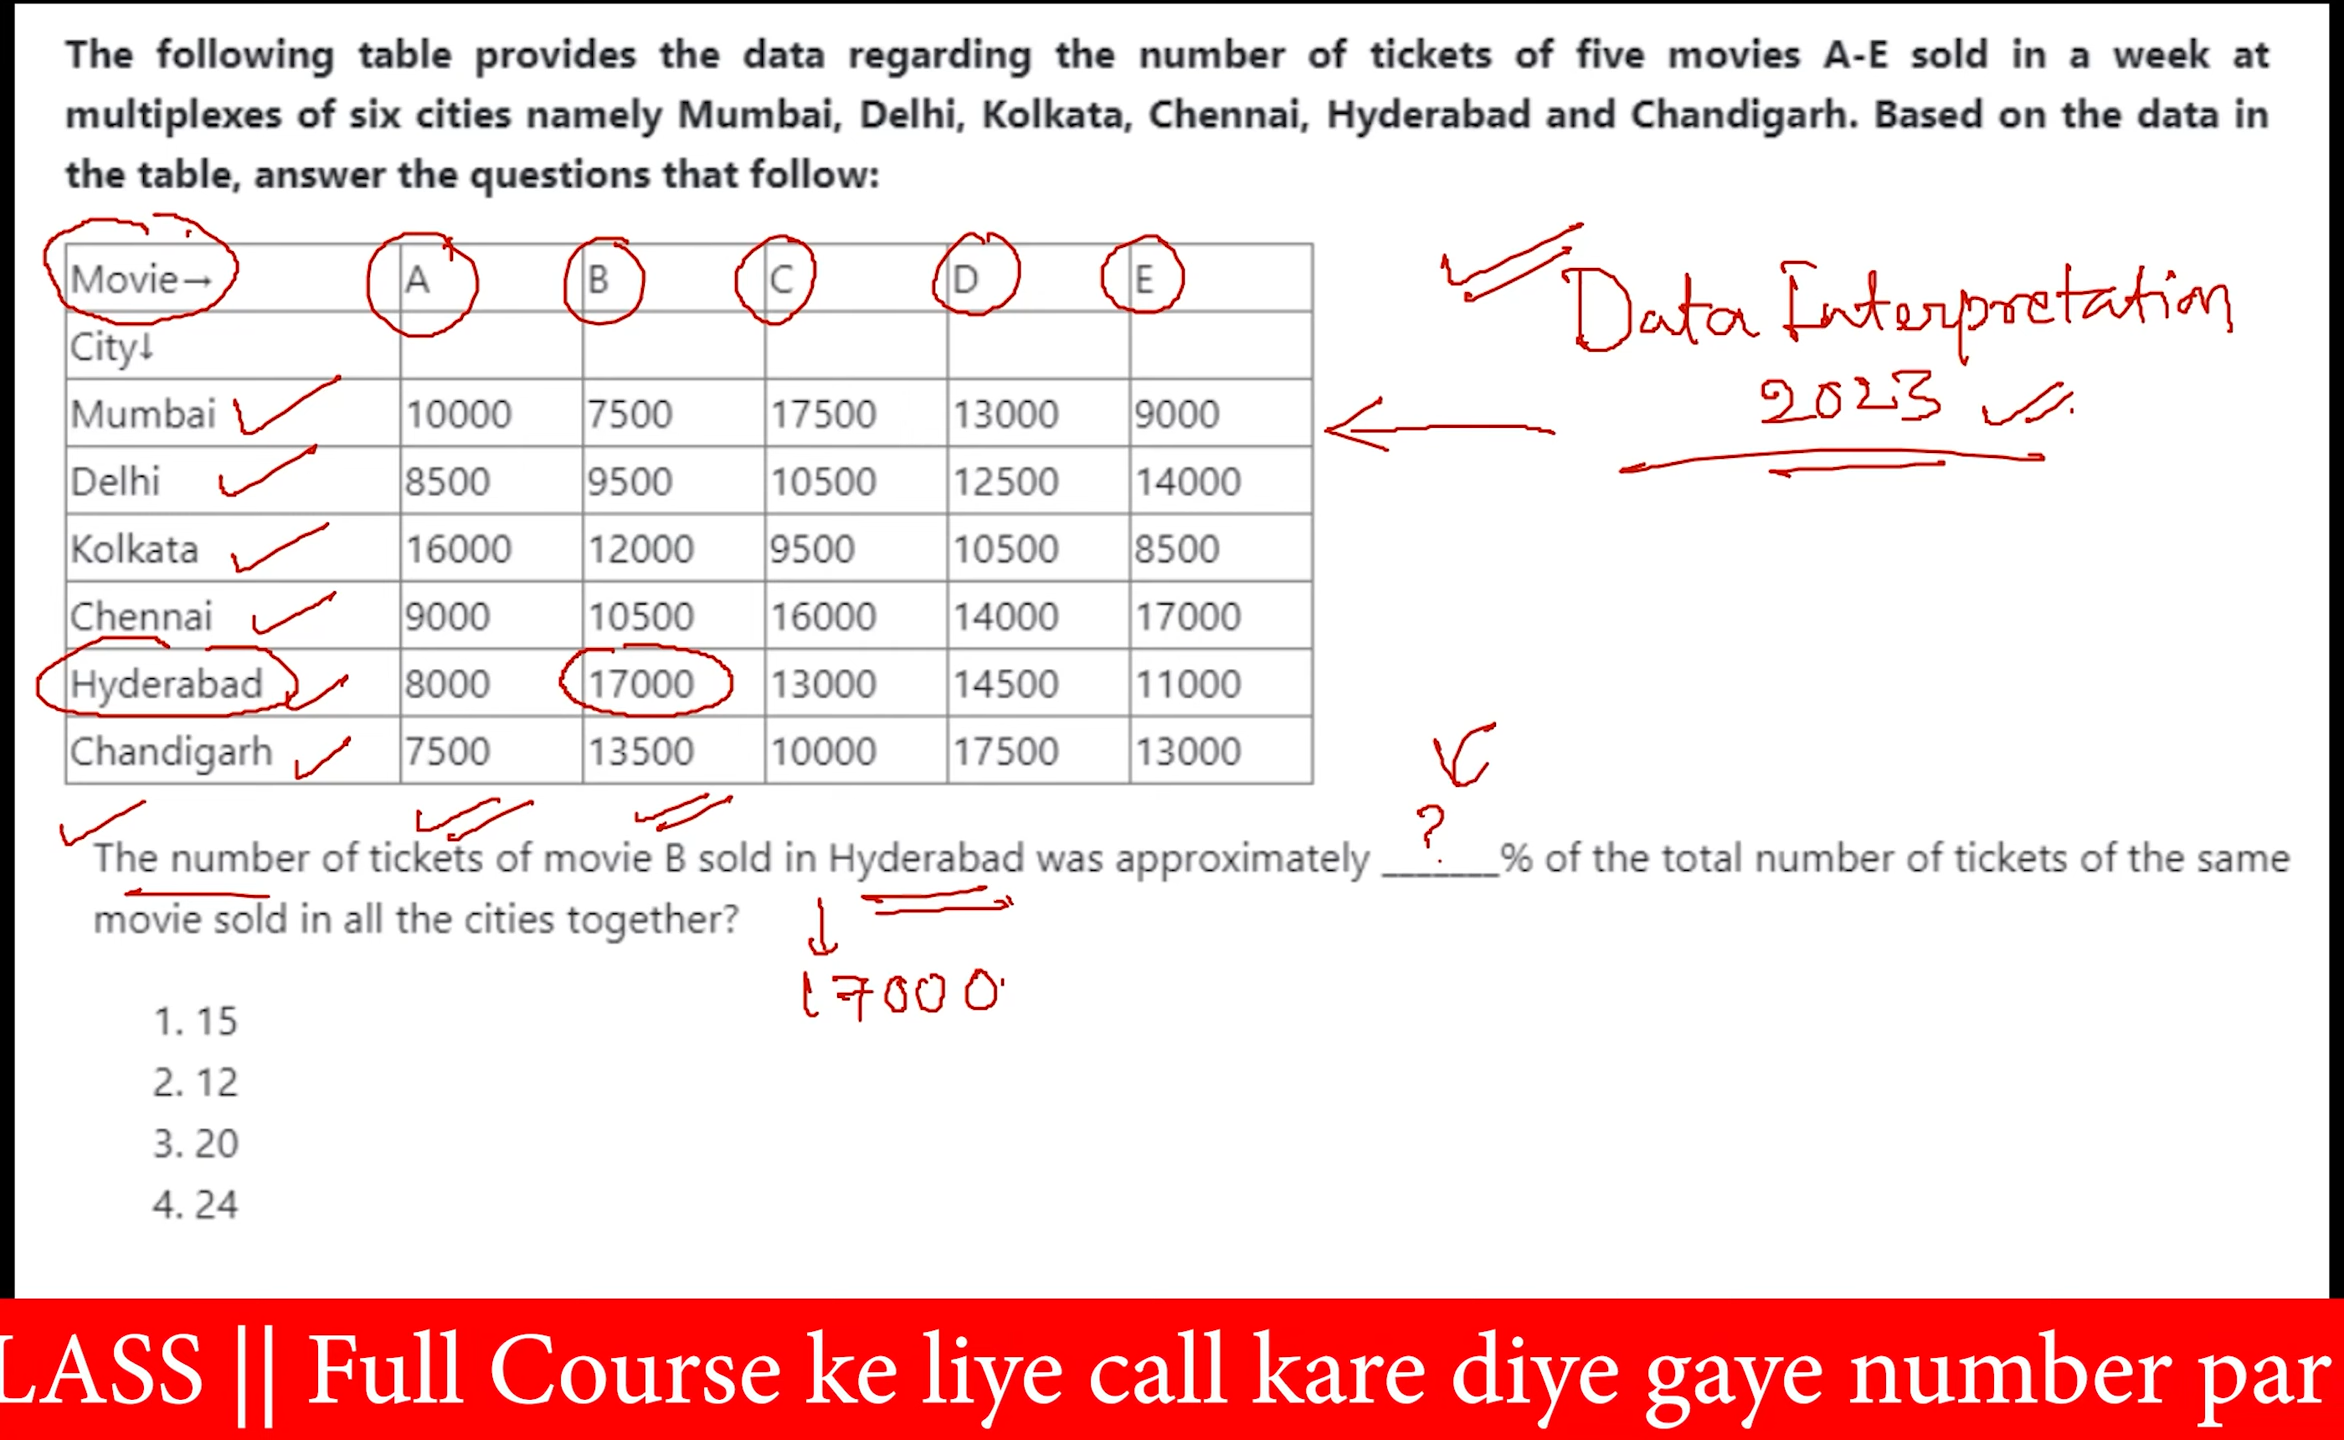 The following table provides the data regarding the number of tickets of five movies A-E sold in a week at
multiplexes of six cities namely Mumbai, Delhi, Kolkata, Chennai, Hyderabad and Chandigarh. Based on the data in
the table, answer the questions that follow:
Movie→ A B C D E
City↓
Mumbai 10000 7500 17500 13000 9000
Delhi 8500 9500 10500 12500 14000
Kolkata 16000 12000 9500 10500 8500
Chennai 9000 10500 16000 14000 17000
Hyderabad 8000 17000 13000 14500 11000
Chandigarh 7500 13500 10000 17500 13000
Data Interpretation
2023
?
The number of tickets of movie B sold in Hyderabad was approximately ______% of the total number of tickets of the same
movie sold in all the cities together?
17000
1. 15
2. 12
3. 20
4. 24
LASS || Full Course ke liye call kare diye gaye number par